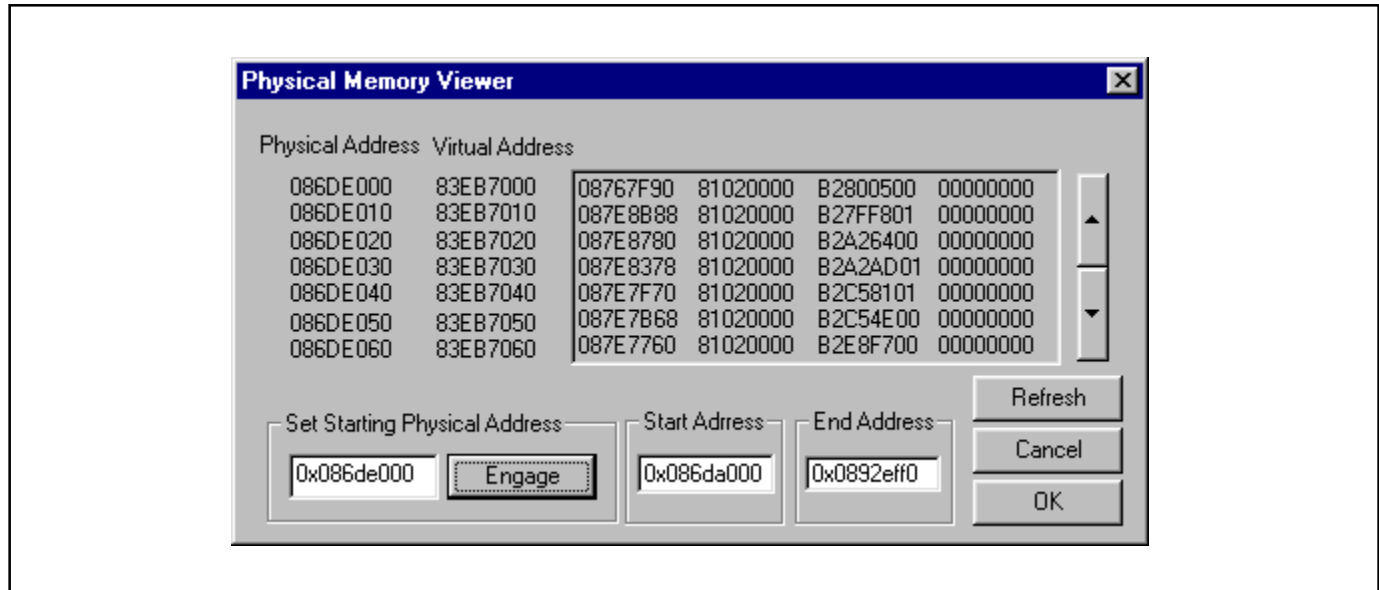 Physical Memory Viewer
Physical Address Virtual Address
086DE000 83EB7000 08767F90 81020000 B2800500 00000000
086DE010 83EB7010 087E8B88 81020000 B27FF801 00000000
086DE020 83EB7020 087E8780 81020000 B2A26400 00000000
086DE030 83EB7030 087E8378 81020000 B2A2AD01 00000000
086DE040 83EB7040 087E7F70 81020000 B2C58101 00000000
086DE050 83EB7050 087E7B68 81020000 B2C54E00 00000000
086DE060 83EB7060 087E7760 81020000 B2E8F700 00000000
Set Starting Physical Address Start Adrress End Address Refresh
0x086de000 Engage 0x086da000 0x0892eff0 Cancel
OK